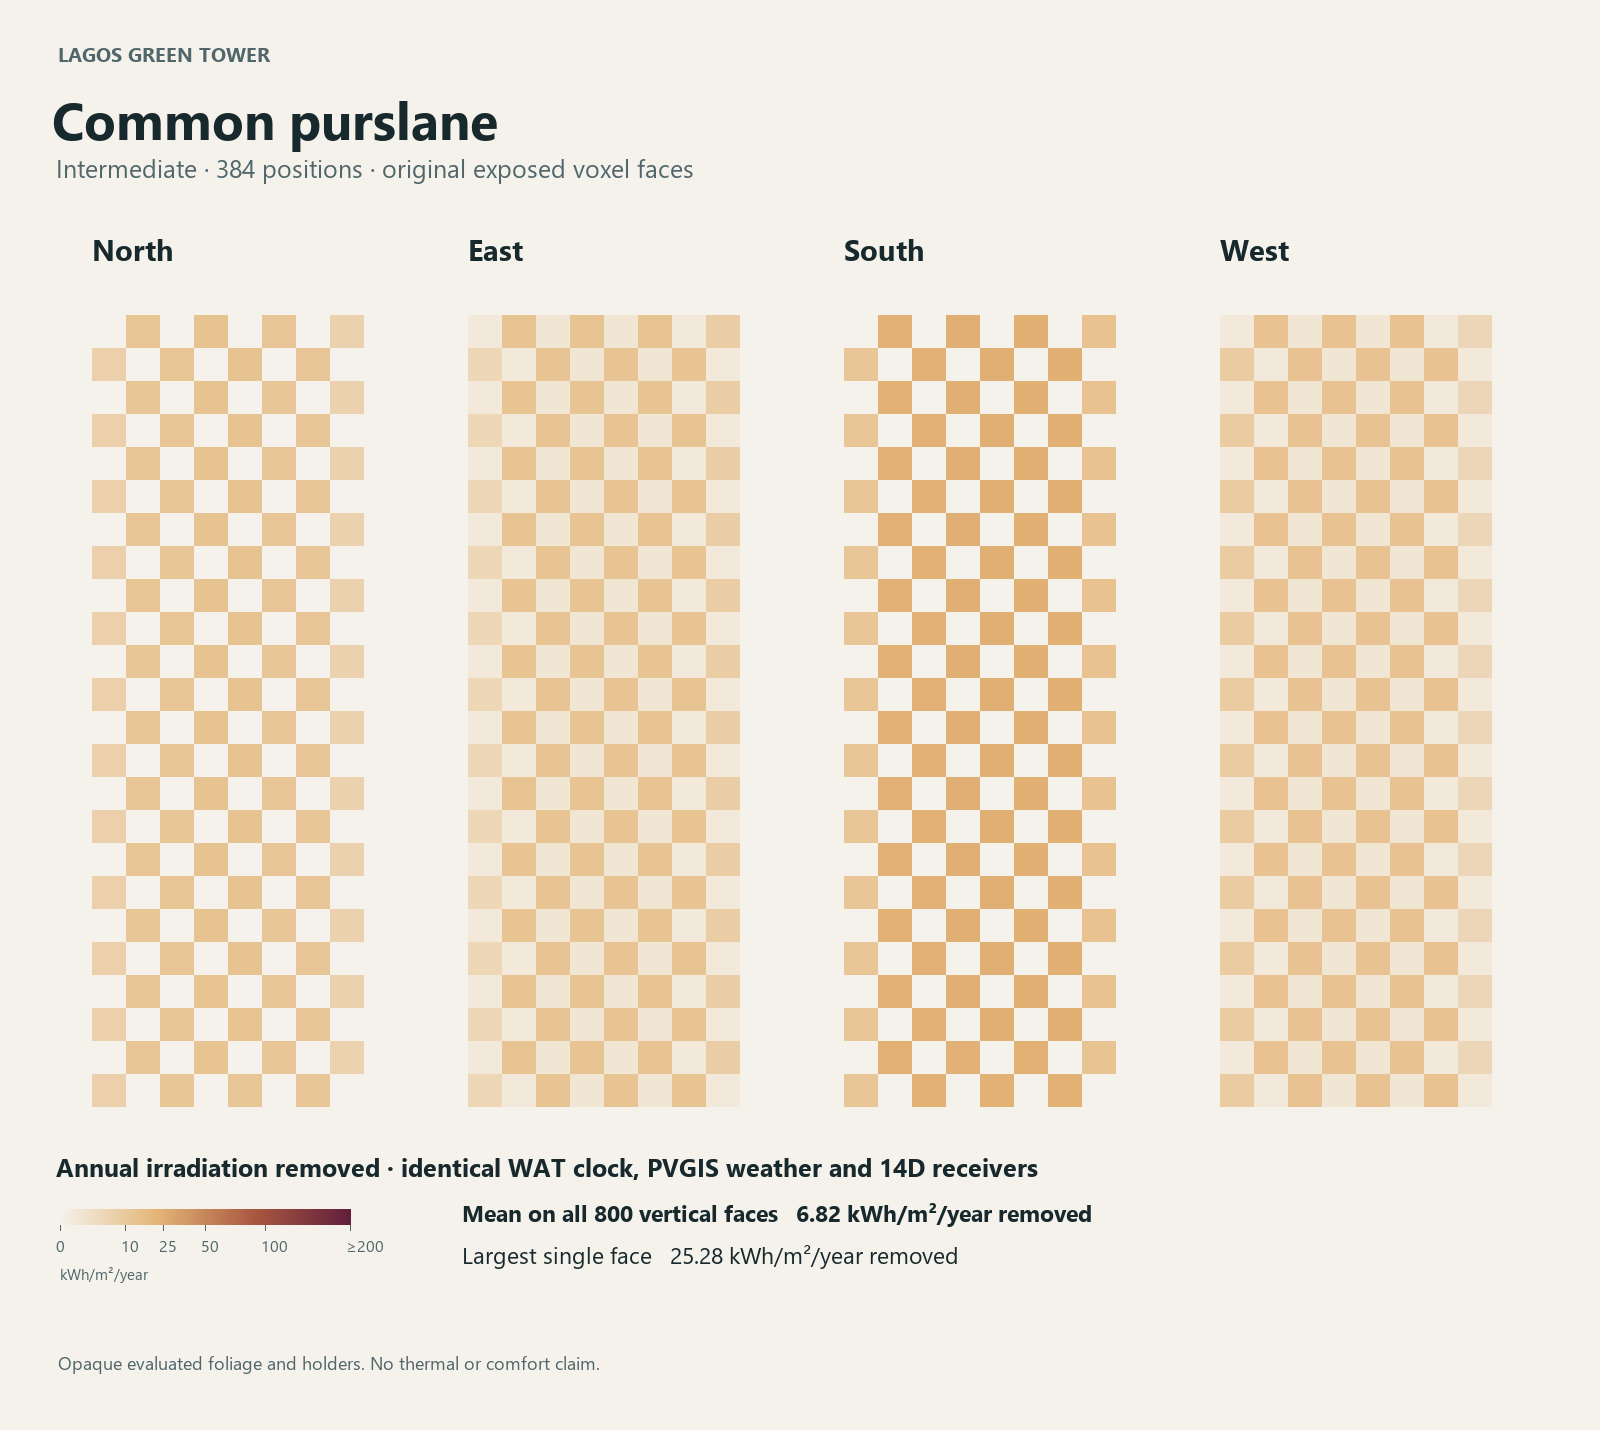 LAGOS GREEN TOWER
Common purslane
Intermediate · 384 positions · original exposed voxel faces
North East South West
Annual irradiation removed · identical WAT clock, PVGIS weather and 14D receivers
Mean on all 800 vertical faces 6.82 kWh/m²/year removed
0 10 25 50 100 ≥200
Largest single face 25.28 kWh/m²/year removed
kWh/m²/year
Opaque evaluated foliage and holders. No thermal or comfort claim.